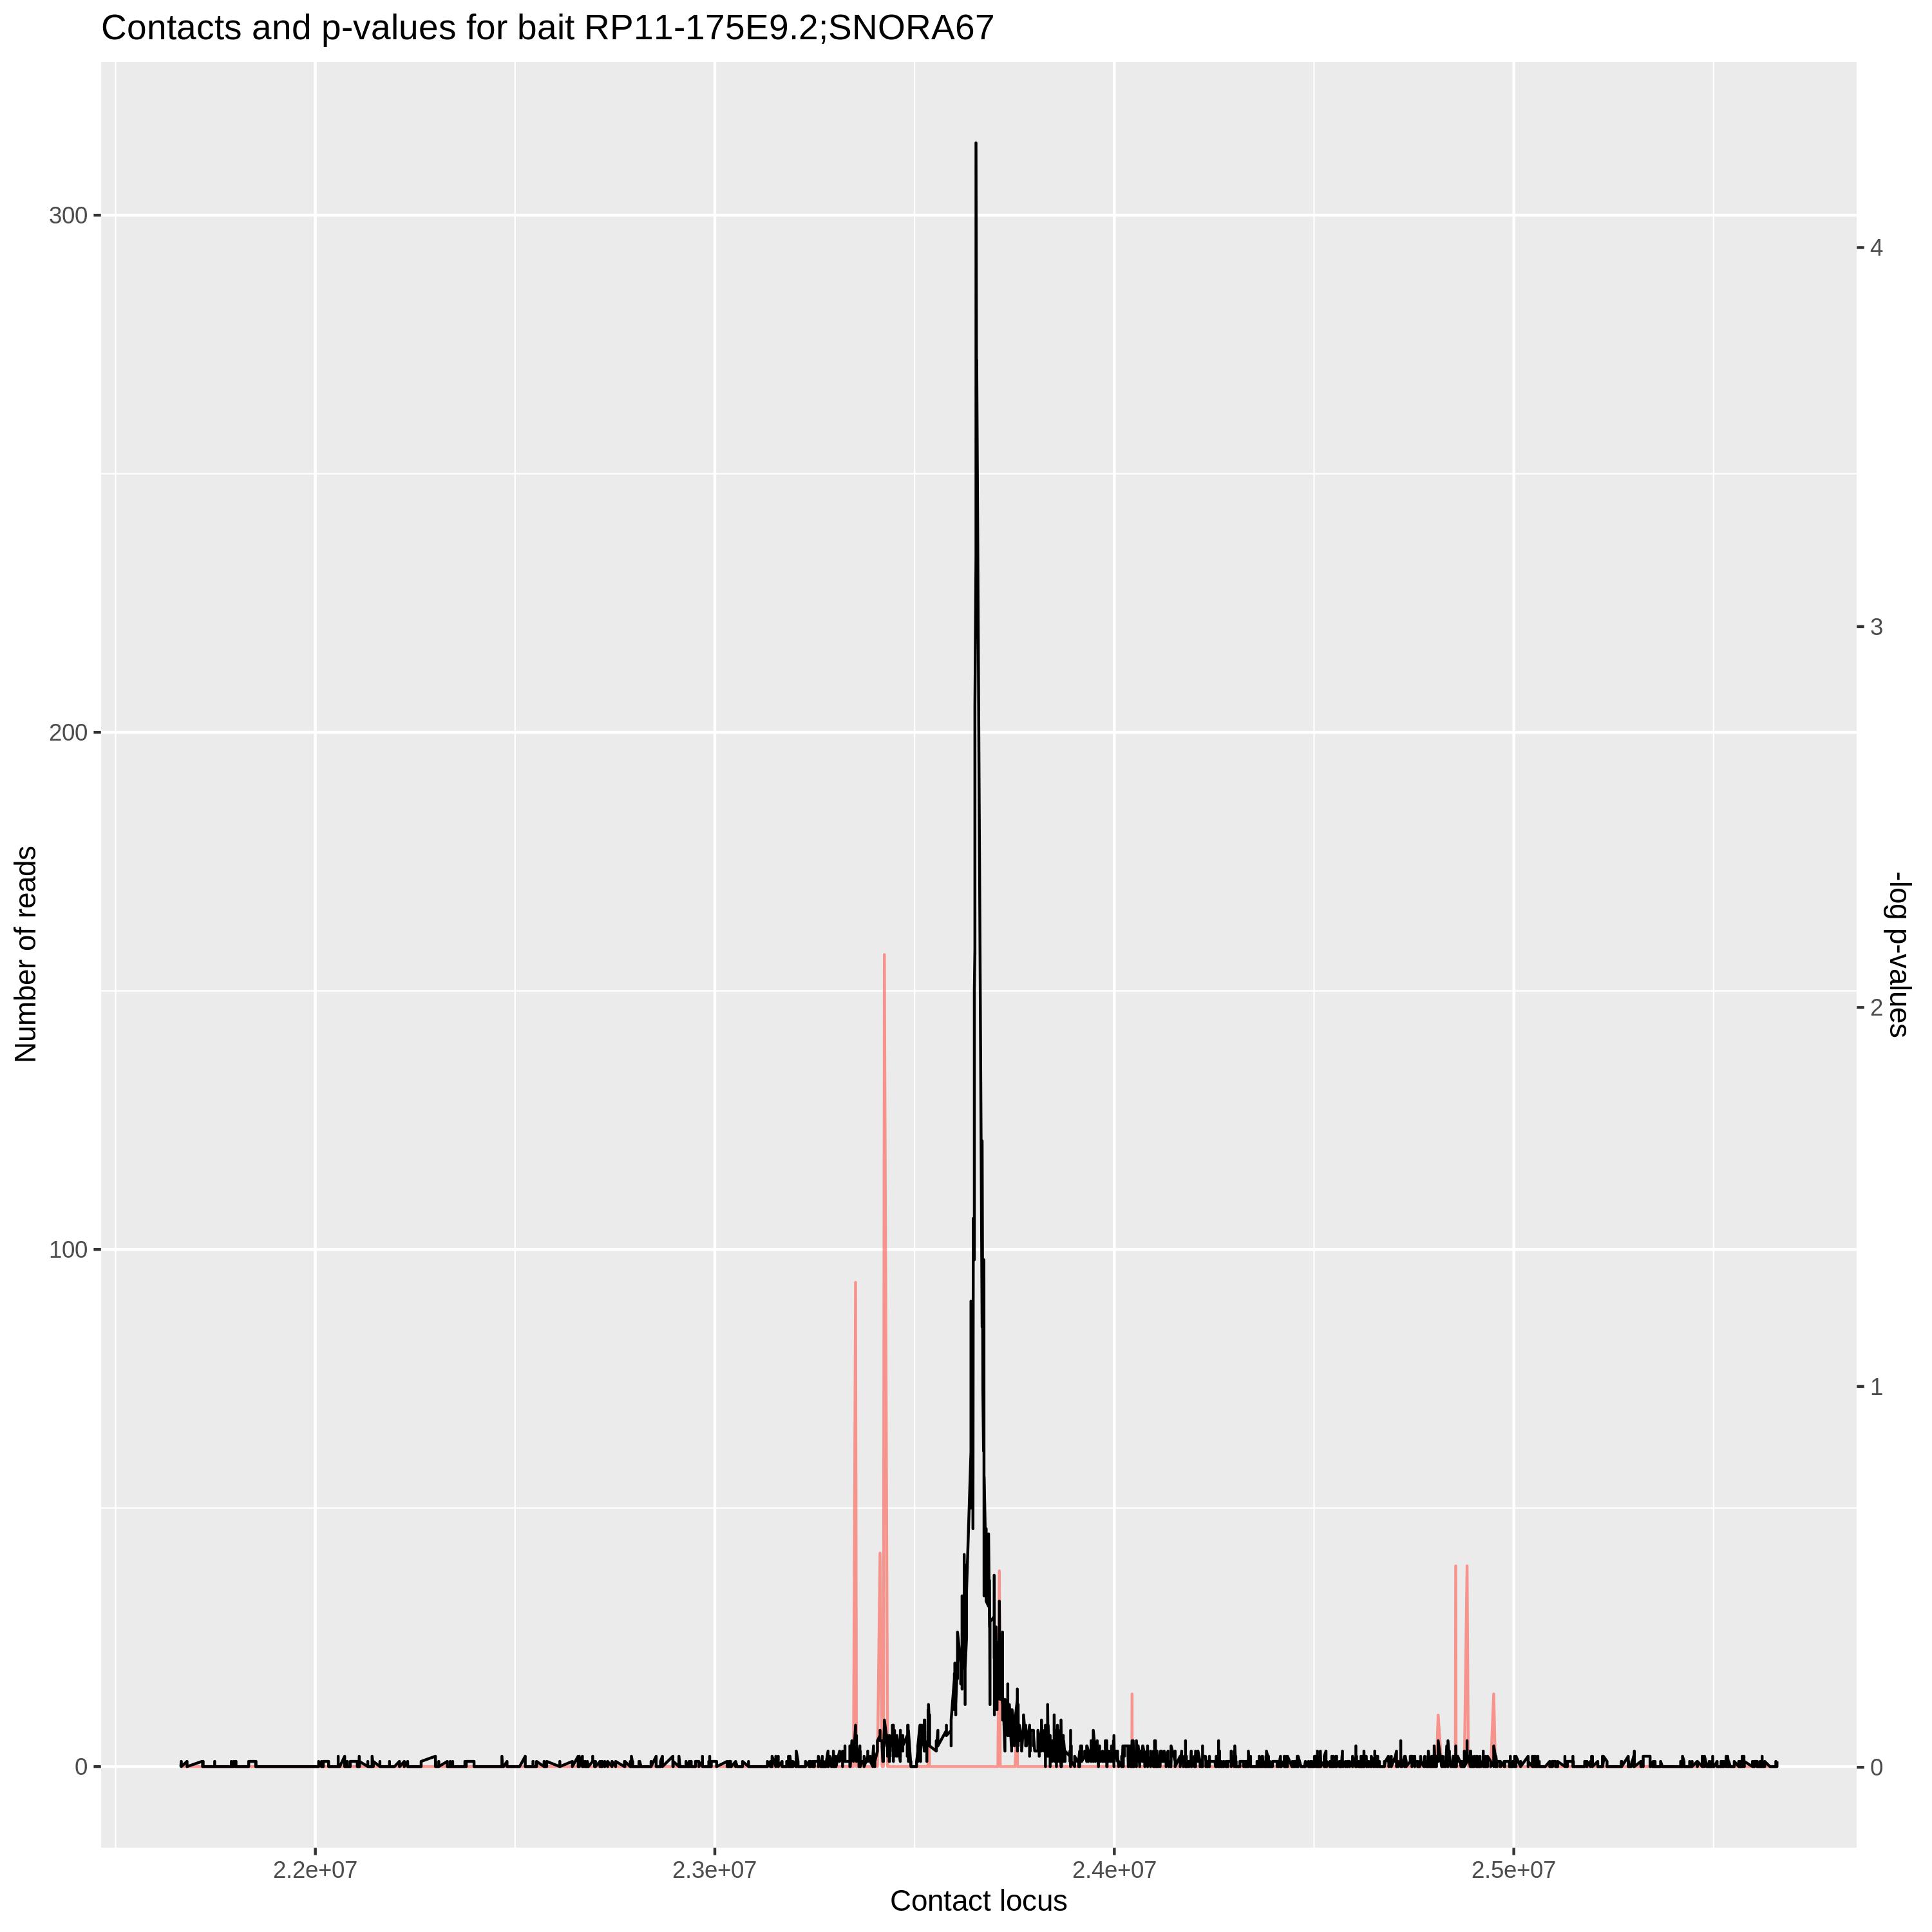 Contacts and p-values for bait RP11-175E9.2;SNORA67
300
200
100
0
Number of reads
4
3
2
1
0
-log p-values
2.2e+07 2.3e+07 2.4e+07 2.5e+07
Contact locus